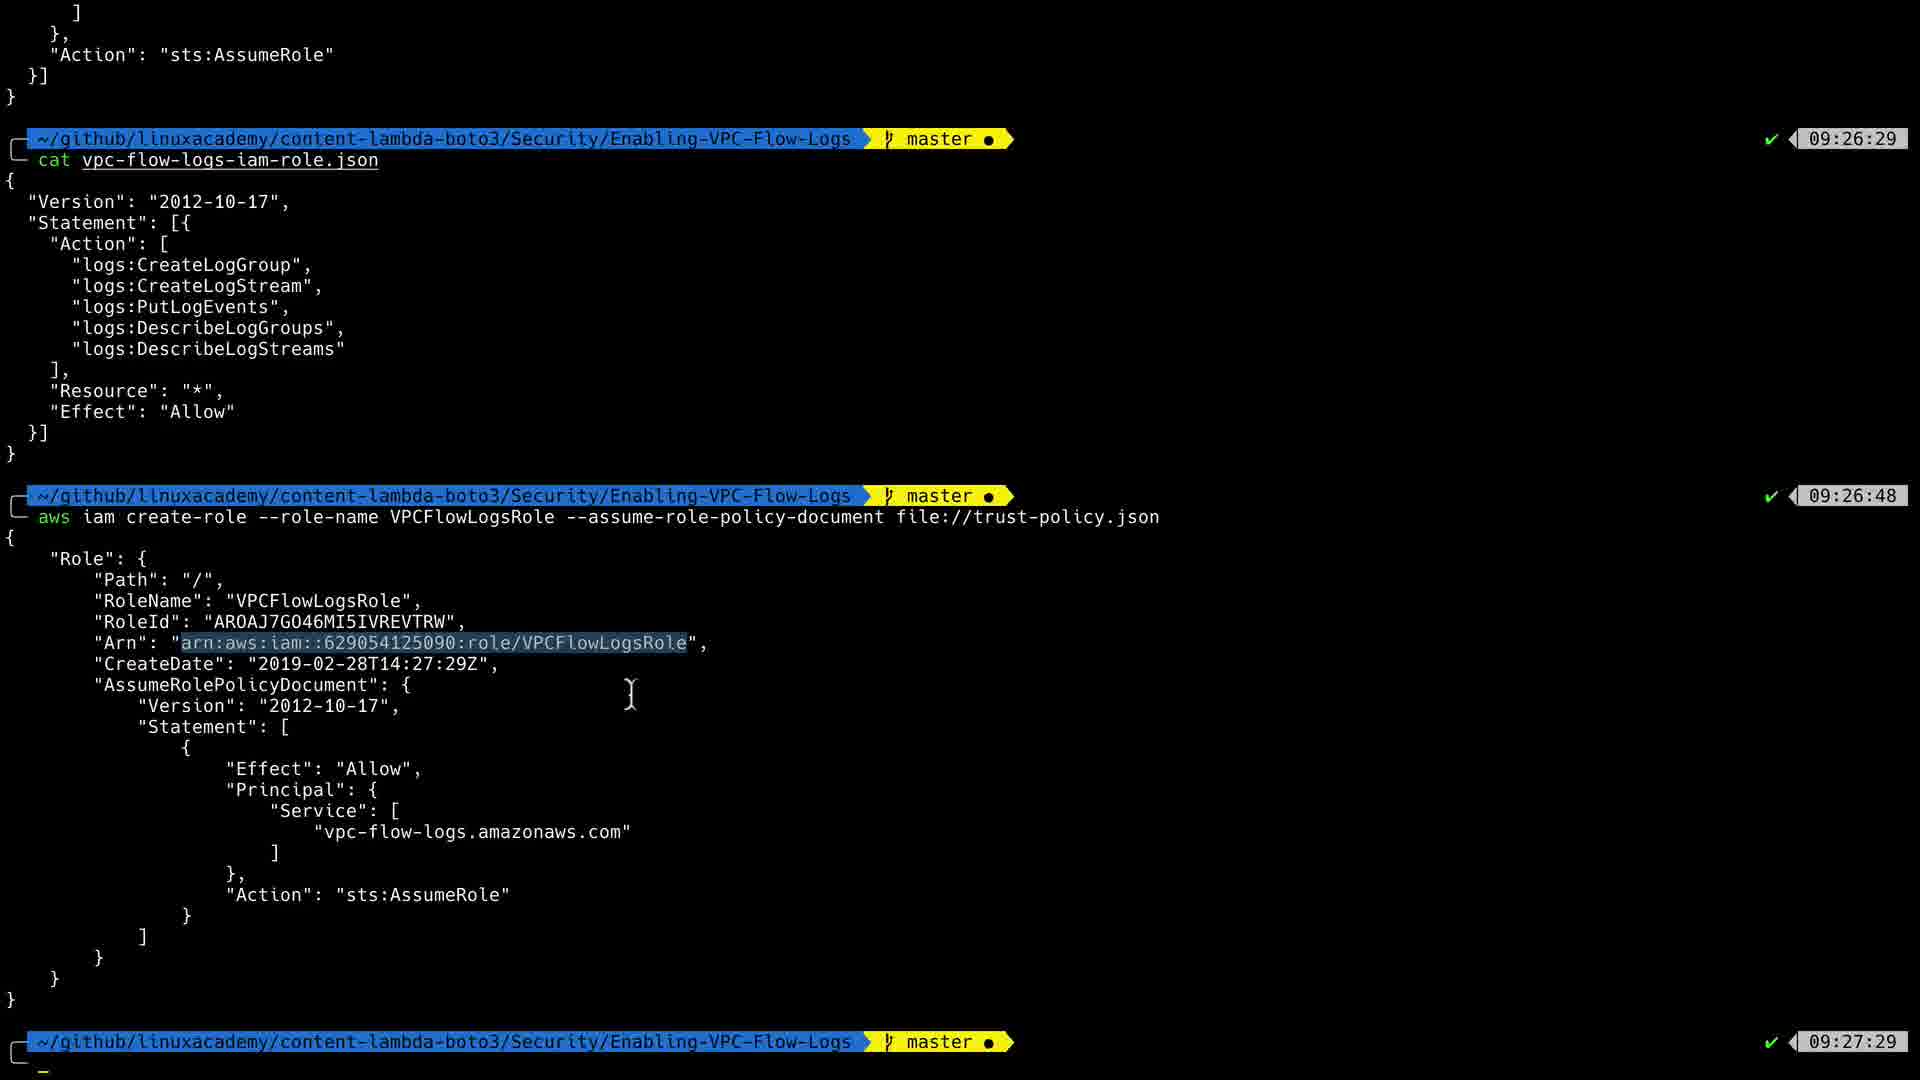 ]
    },
    "Action": "sts:AssumeRole"
  }]
}
~/github/linuxacademy/content-lambda-boto3/Security/Enabling-VPC-Flow-Logs master ● ✔ 09:26:29
cat vpc-flow-logs-iam-role.json
{
  "Version": "2012-10-17",
  "Statement": [{
    "Action": [
      "logs:CreateLogGroup",
      "logs:CreateLogStream",
      "logs:PutLogEvents",
      "logs:DescribeLogGroups",
      "logs:DescribeLogStreams"
    ],
    "Resource": "*",
    "Effect": "Allow"
  }]
}
~/github/linuxacademy/content-lambda-boto3/Security/Enabling-VPC-Flow-Logs master ● ✔ 09:26:48
aws iam create-role --role-name VPCFlowLogsRole --assume-role-policy-document file://trust-policy.json
{
    "Role": {
        "Path": "/",
        "RoleName": "VPCFlowLogsRole",
        "RoleId": "AROAJ7GO46MI5IVREVTRW",
        "Arn": "arn:aws:iam::629054125090:role/VPCFlowLogsRole",
        "CreateDate": "2019-02-28T14:27:29Z",
        "AssumeRolePolicyDocument": {
            "Version": "2012-10-17",
            "Statement": [
                {
                    "Effect": "Allow",
                    "Principal": {
                        "Service": [
                            "vpc-flow-logs.amazonaws.com"
                        ]
                    },
                    "Action": "sts:AssumeRole"
                }
            ]
        }
    }
}
~/github/linuxacademy/content-lambda-boto3/Security/Enabling-VPC-Flow-Logs master ● ✔ 09:27:29